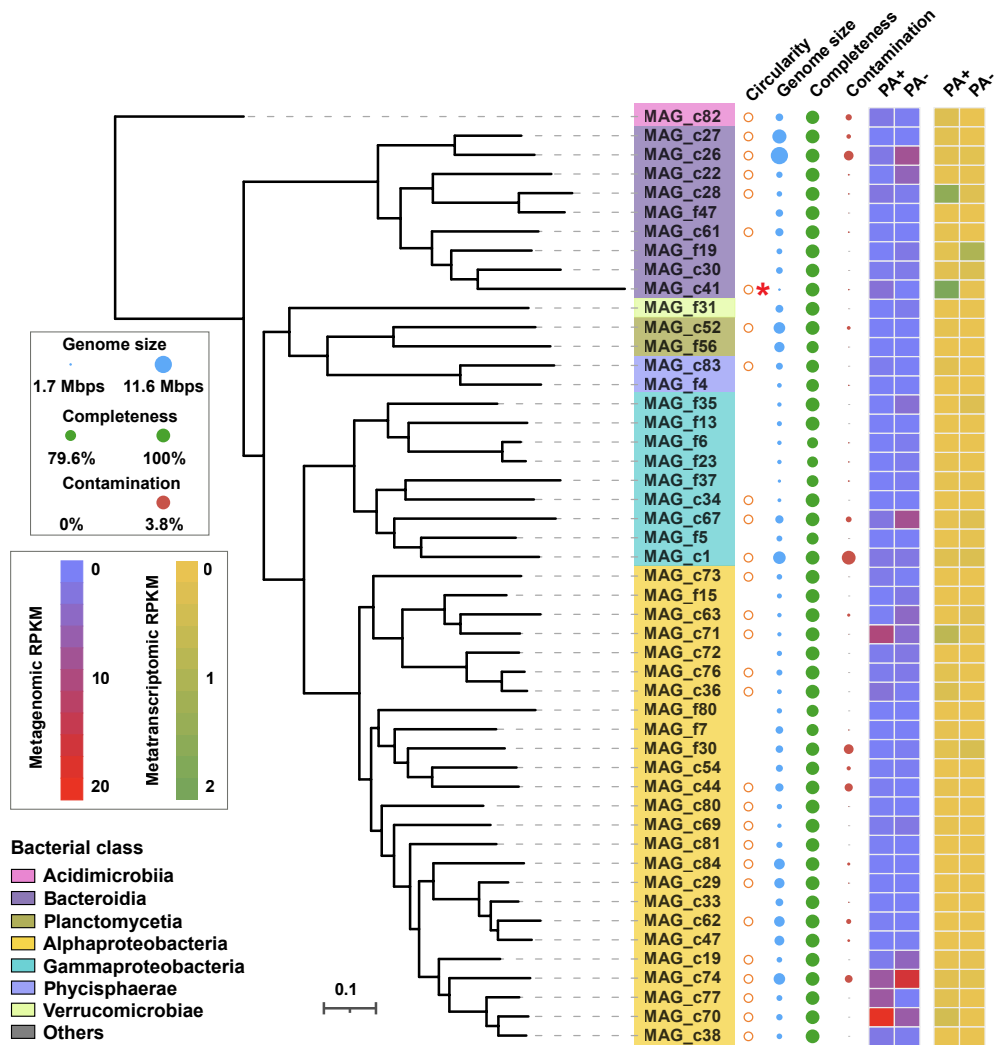 Circularity
Genome size
Completeness
Contamination
PA+
PA-
PA+
PA-
MAG_c82
MAG_c27
MAG_c26
MAG_c22
MAG_c28
MAG_f47
MAG_c61
MAG_f19
MAG_c30
MAG_c41 *
MAG_f31
MAG_c52
MAG_f56
MAG_c83
MAG_f4
MAG_f35
MAG_f13
MAG_f6
MAG_f23
MAG_f37
MAG_c34
MAG_c67
MAG_f5
MAG_c1
MAG_c73
MAG_f15
MAG_c63
MAG_c71
MAG_c72
MAG_c76
MAG_c36
MAG_f80
MAG_f7
MAG_f30
MAG_c54
MAG_c44
MAG_c80
MAG_c69
MAG_c81
MAG_c84
MAG_c29
MAG_c33
MAG_c62
MAG_c47
MAG_c19
MAG_c74
MAG_c77
MAG_c70
MAG_c38
Genome size
1.7 Mbps 11.6 Mbps
Completeness
79.6% 100%
Contamination
0% 3.8%
Metagenomic RPKM
0
10
20
Metatranscriptomic RPKM
0
1
2
Bacterial class
Acidimicrobiia
Bacteroidia
Planctomycetia
Alphaproteobacteria
Gammaproteobacteria
Phycisphaerae
Verrucomicrobiae
Others
0.1